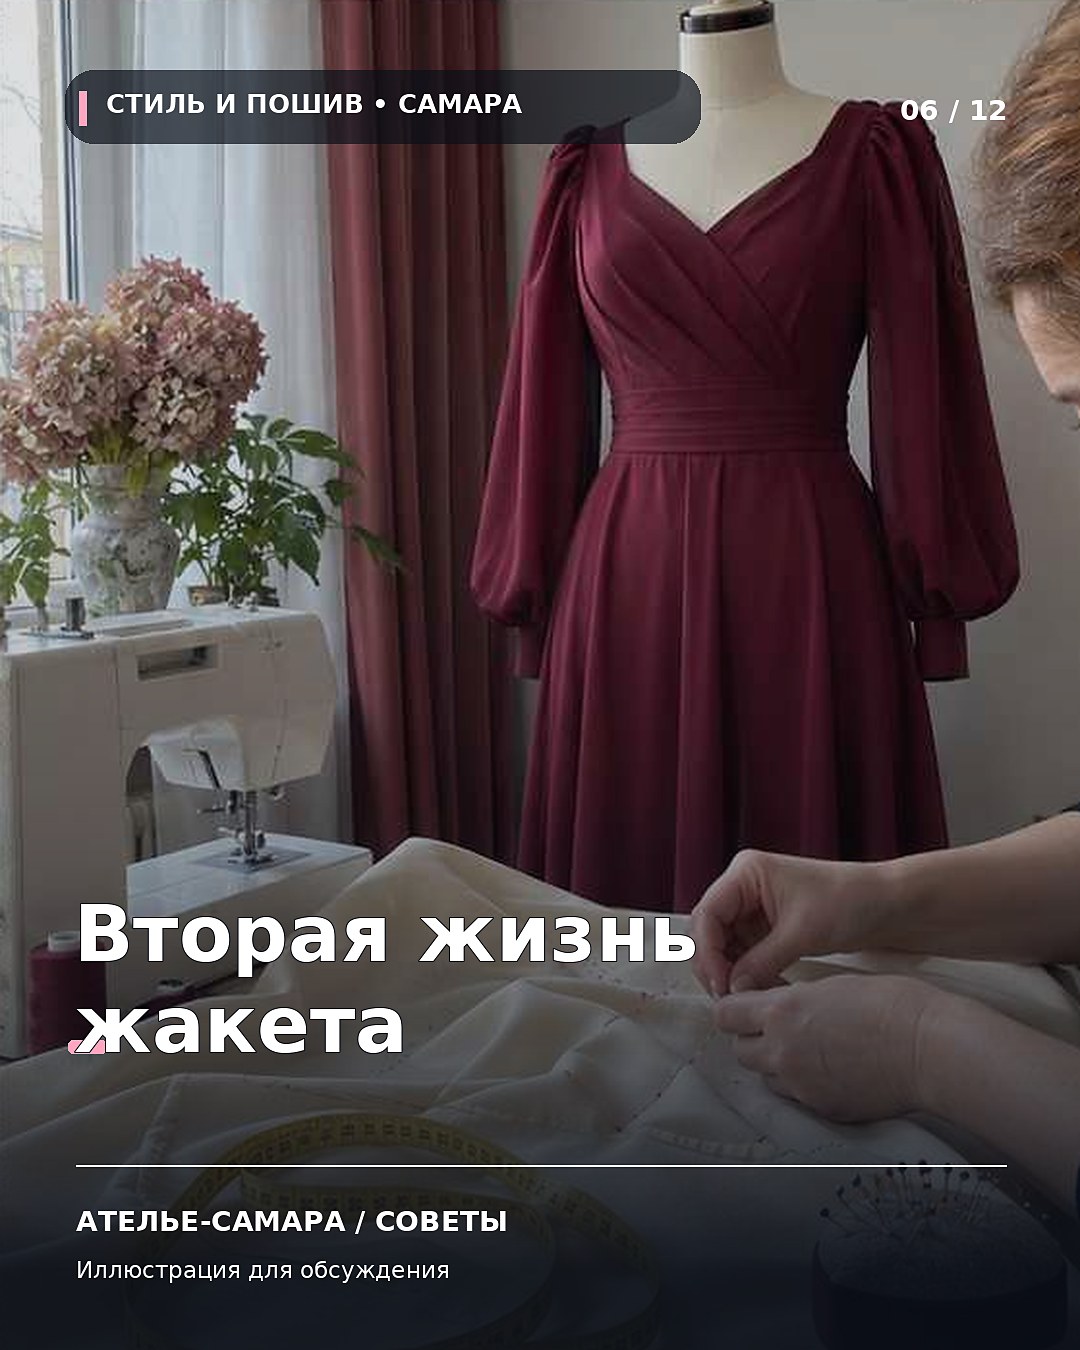 СТИЛЬ И ПОШИВ • САМАРА
06 / 12
Вторая жизнь
жакета
АТЕЛЬЕ-САМАРА / СОВЕТЫ
Иллюстрация для обсуждения